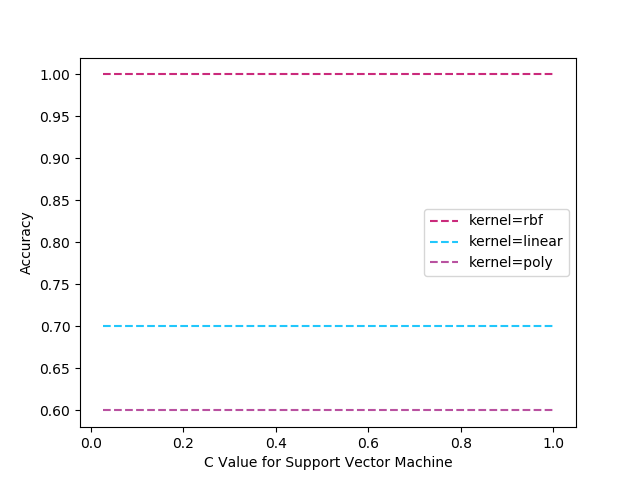 1.00
0.95
0.90
0.85
0.80
0.75
0.70
0.65
0.60
Accuracy
kernel=rbf
kernel=linear
kernel=poly
0.0 0.2 0.4 0.6 0.8 1.0
C Value for Support Vector Machine